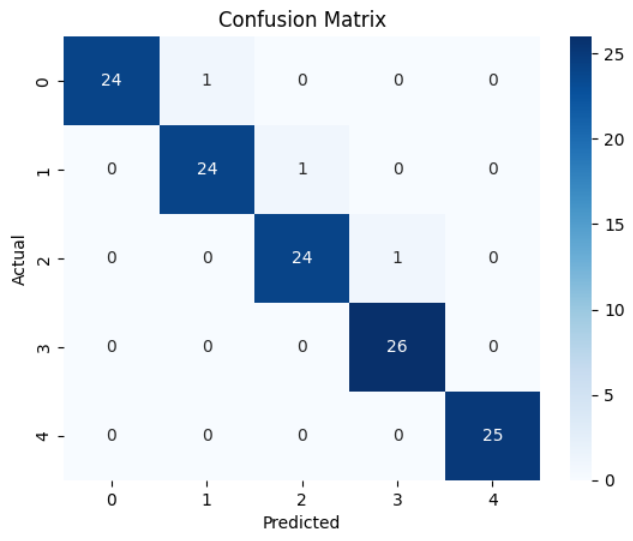 Confusion Matrix
0 24 1 0 0 0
1 0 24 1 0 0
2 0 0 24 1 0
3 0 0 0 26 0
4 0 0 0 0 25
0 1 2 3 4
Actual
Predicted
25
20
15
10
5
0